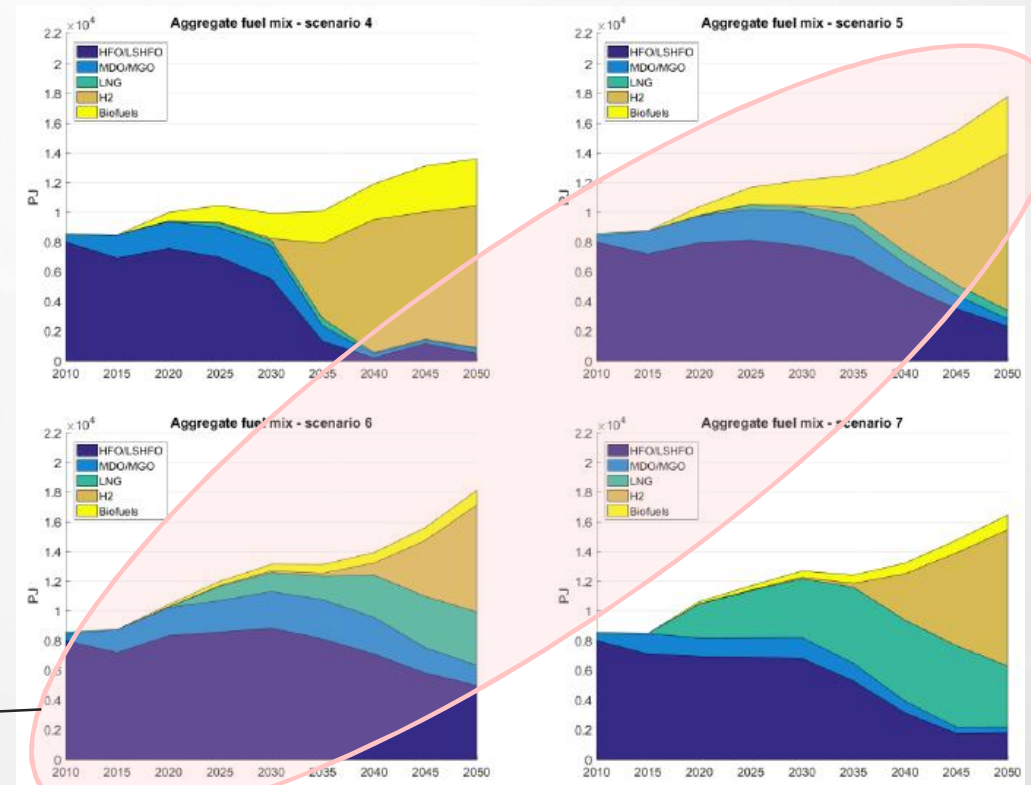 Aggregate fuel mix - scenario 4
×10⁴
2.2
2
1.8
1.6
1.4
1.2
1
0.8
0.6
0.4
0.2
0
PJ
HFO/LSHFO
MDO/MGO
LNG
H2
Biofuels
2010 2015 2020 2025 2030 2035 2040 2045 2050
Aggregate fuel mix - scenario 5
×10⁴
2.2
2
1.8
1.6
1.4
1.2
1
0.8
0.6
0.4
0.2
0
PJ
HFO/LSHFO
MDO/MGO
LNG
H2
Biofuels
2010 2015 2020 2025 2030 2035 2040 2045 2050
Aggregate fuel mix - scenario 6
×10⁴
2.2
2
1.8
1.6
1.4
1.2
1
0.8
0.6
0.4
0.2
0
PJ
HFO/LSHFO
MDO/MGO
LNG
H2
Biofuels
2010 2015 2020 2025 2030 2035 2040 2045 2050
Aggregate fuel mix - scenario 7
×10⁴
2.2
2
1.8
1.6
1.4
1.2
1
0.8
0.6
0.4
0.2
0
PJ
HFO/LSHFO
MDO/MGO
LNG
H2
Biofuels
2010 2015 2020 2025 2030 2035 2040 2045 2050